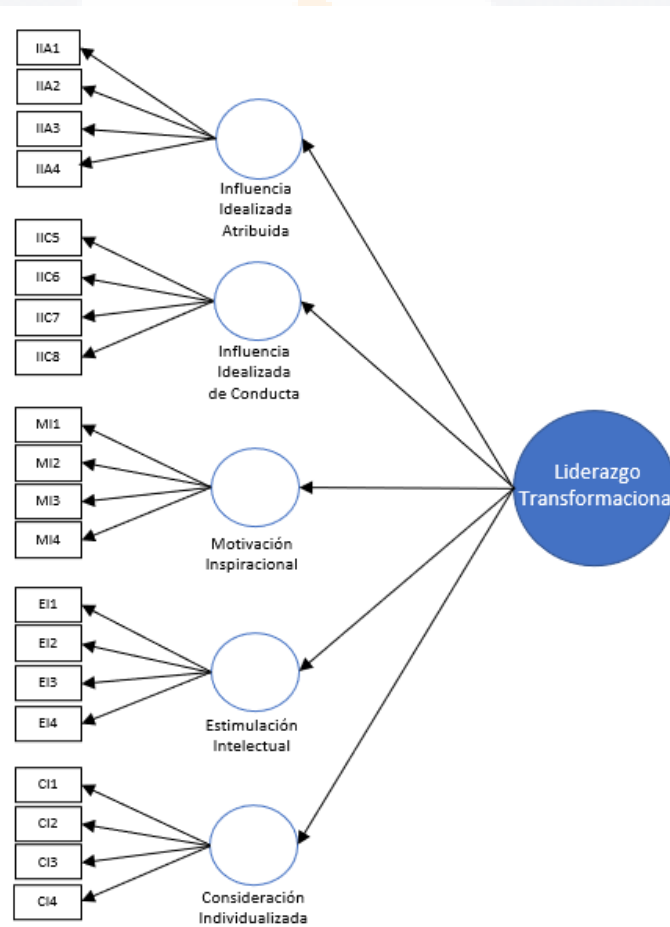 IIA1
IIA2
IIA3
IIA4
Influencia
Idealizada
Atribuida
IIC5
IIC6
IIC7
IIC8
Influencia
Idealizada
de Conducta
MI1
MI2
MI3
MI4
Motivación
Inspiracional
Liderazgo
Transformaciona
EI1
EI2
EI3
EI4
Estimulación
Intelectual
CI1
CI2
CI3
CI4
Consideración
Individualizada